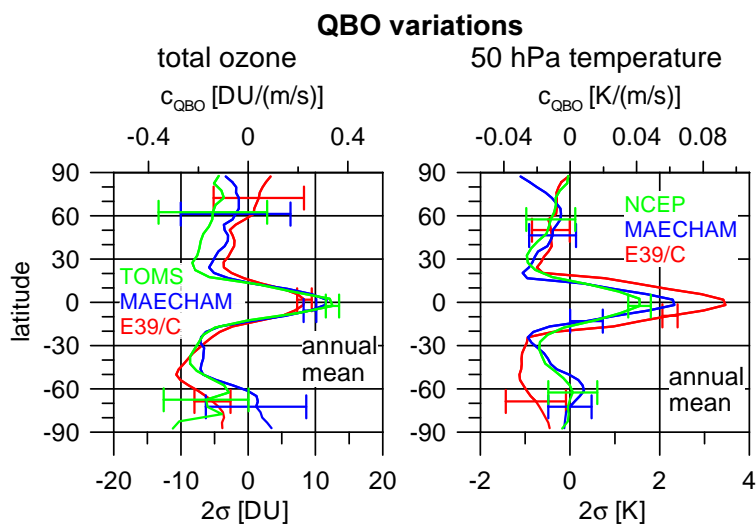 QBO variations
total ozone
50 hPa temperature
c_QBO [DU/(m/s)]
c_QBO [K/(m/s)]
-0.4 0 0.4
-0.04 0 0.04 0.08
latitude
90
60
30
0
-30
-60
-90
TOMS
MAECHAM
E39/C
annual
mean
-20 -10 0 10 20
2σ [DU]
90
60
30
0
-30
-60
-90
NCEP
MAECHAM
E39/C
annual
mean
-2 0 2 4
2σ [K]